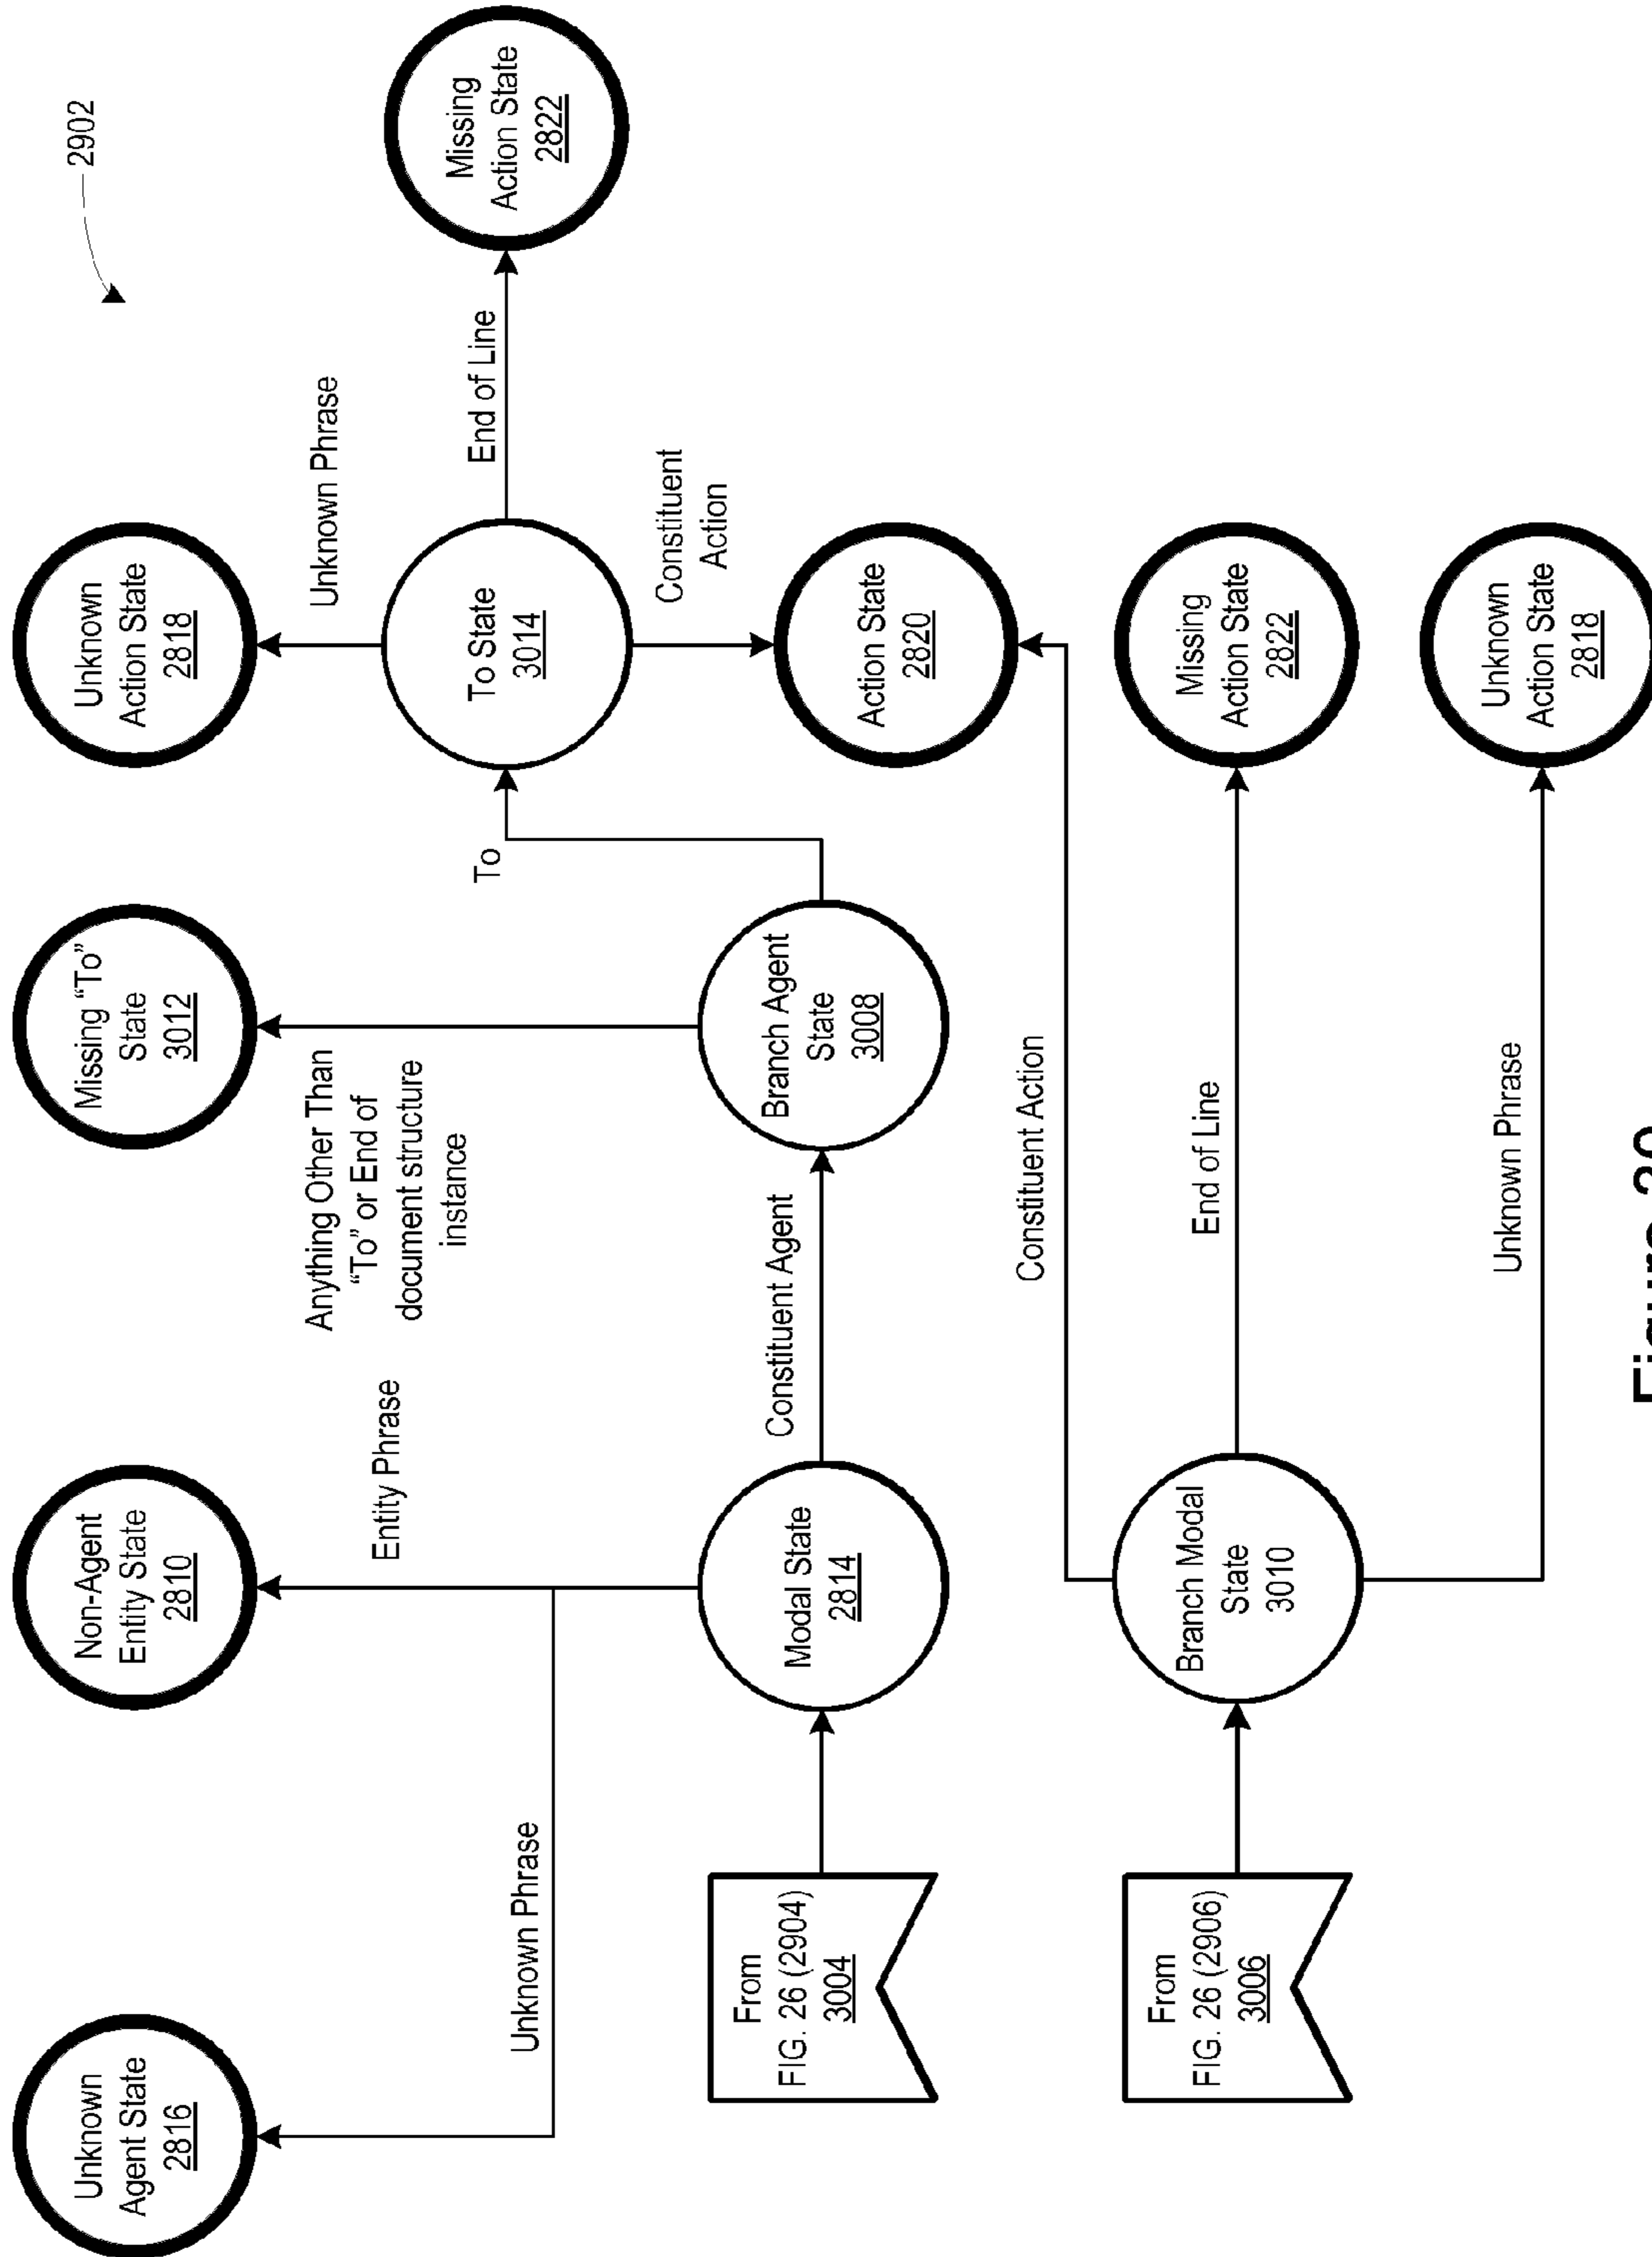 2902
Unknown
Agent State
2816
Non-Agent
Entity State
2810
Missing “To”
State
3012
Unknown
Action State
2818
Entity Phrase
Anything Other Than
“To” or End of
document structure
instance
Unknown Phrase
Unknown Phrase
To
To State
3014
End of Line
Missing
Action State
2822
From
FIG. 26 (2904)
3004
Modal State
2814
Constituent Agent
Branch Agent
State
3008
Constituent
Action
Action State
2820
Constituent Action
From
FIG. 26 (2906)
3006
Branch Modal
State
3010
End of Line
Missing
Action State
2822
Unknown Phrase
Unknown
Action State
2818
Figure